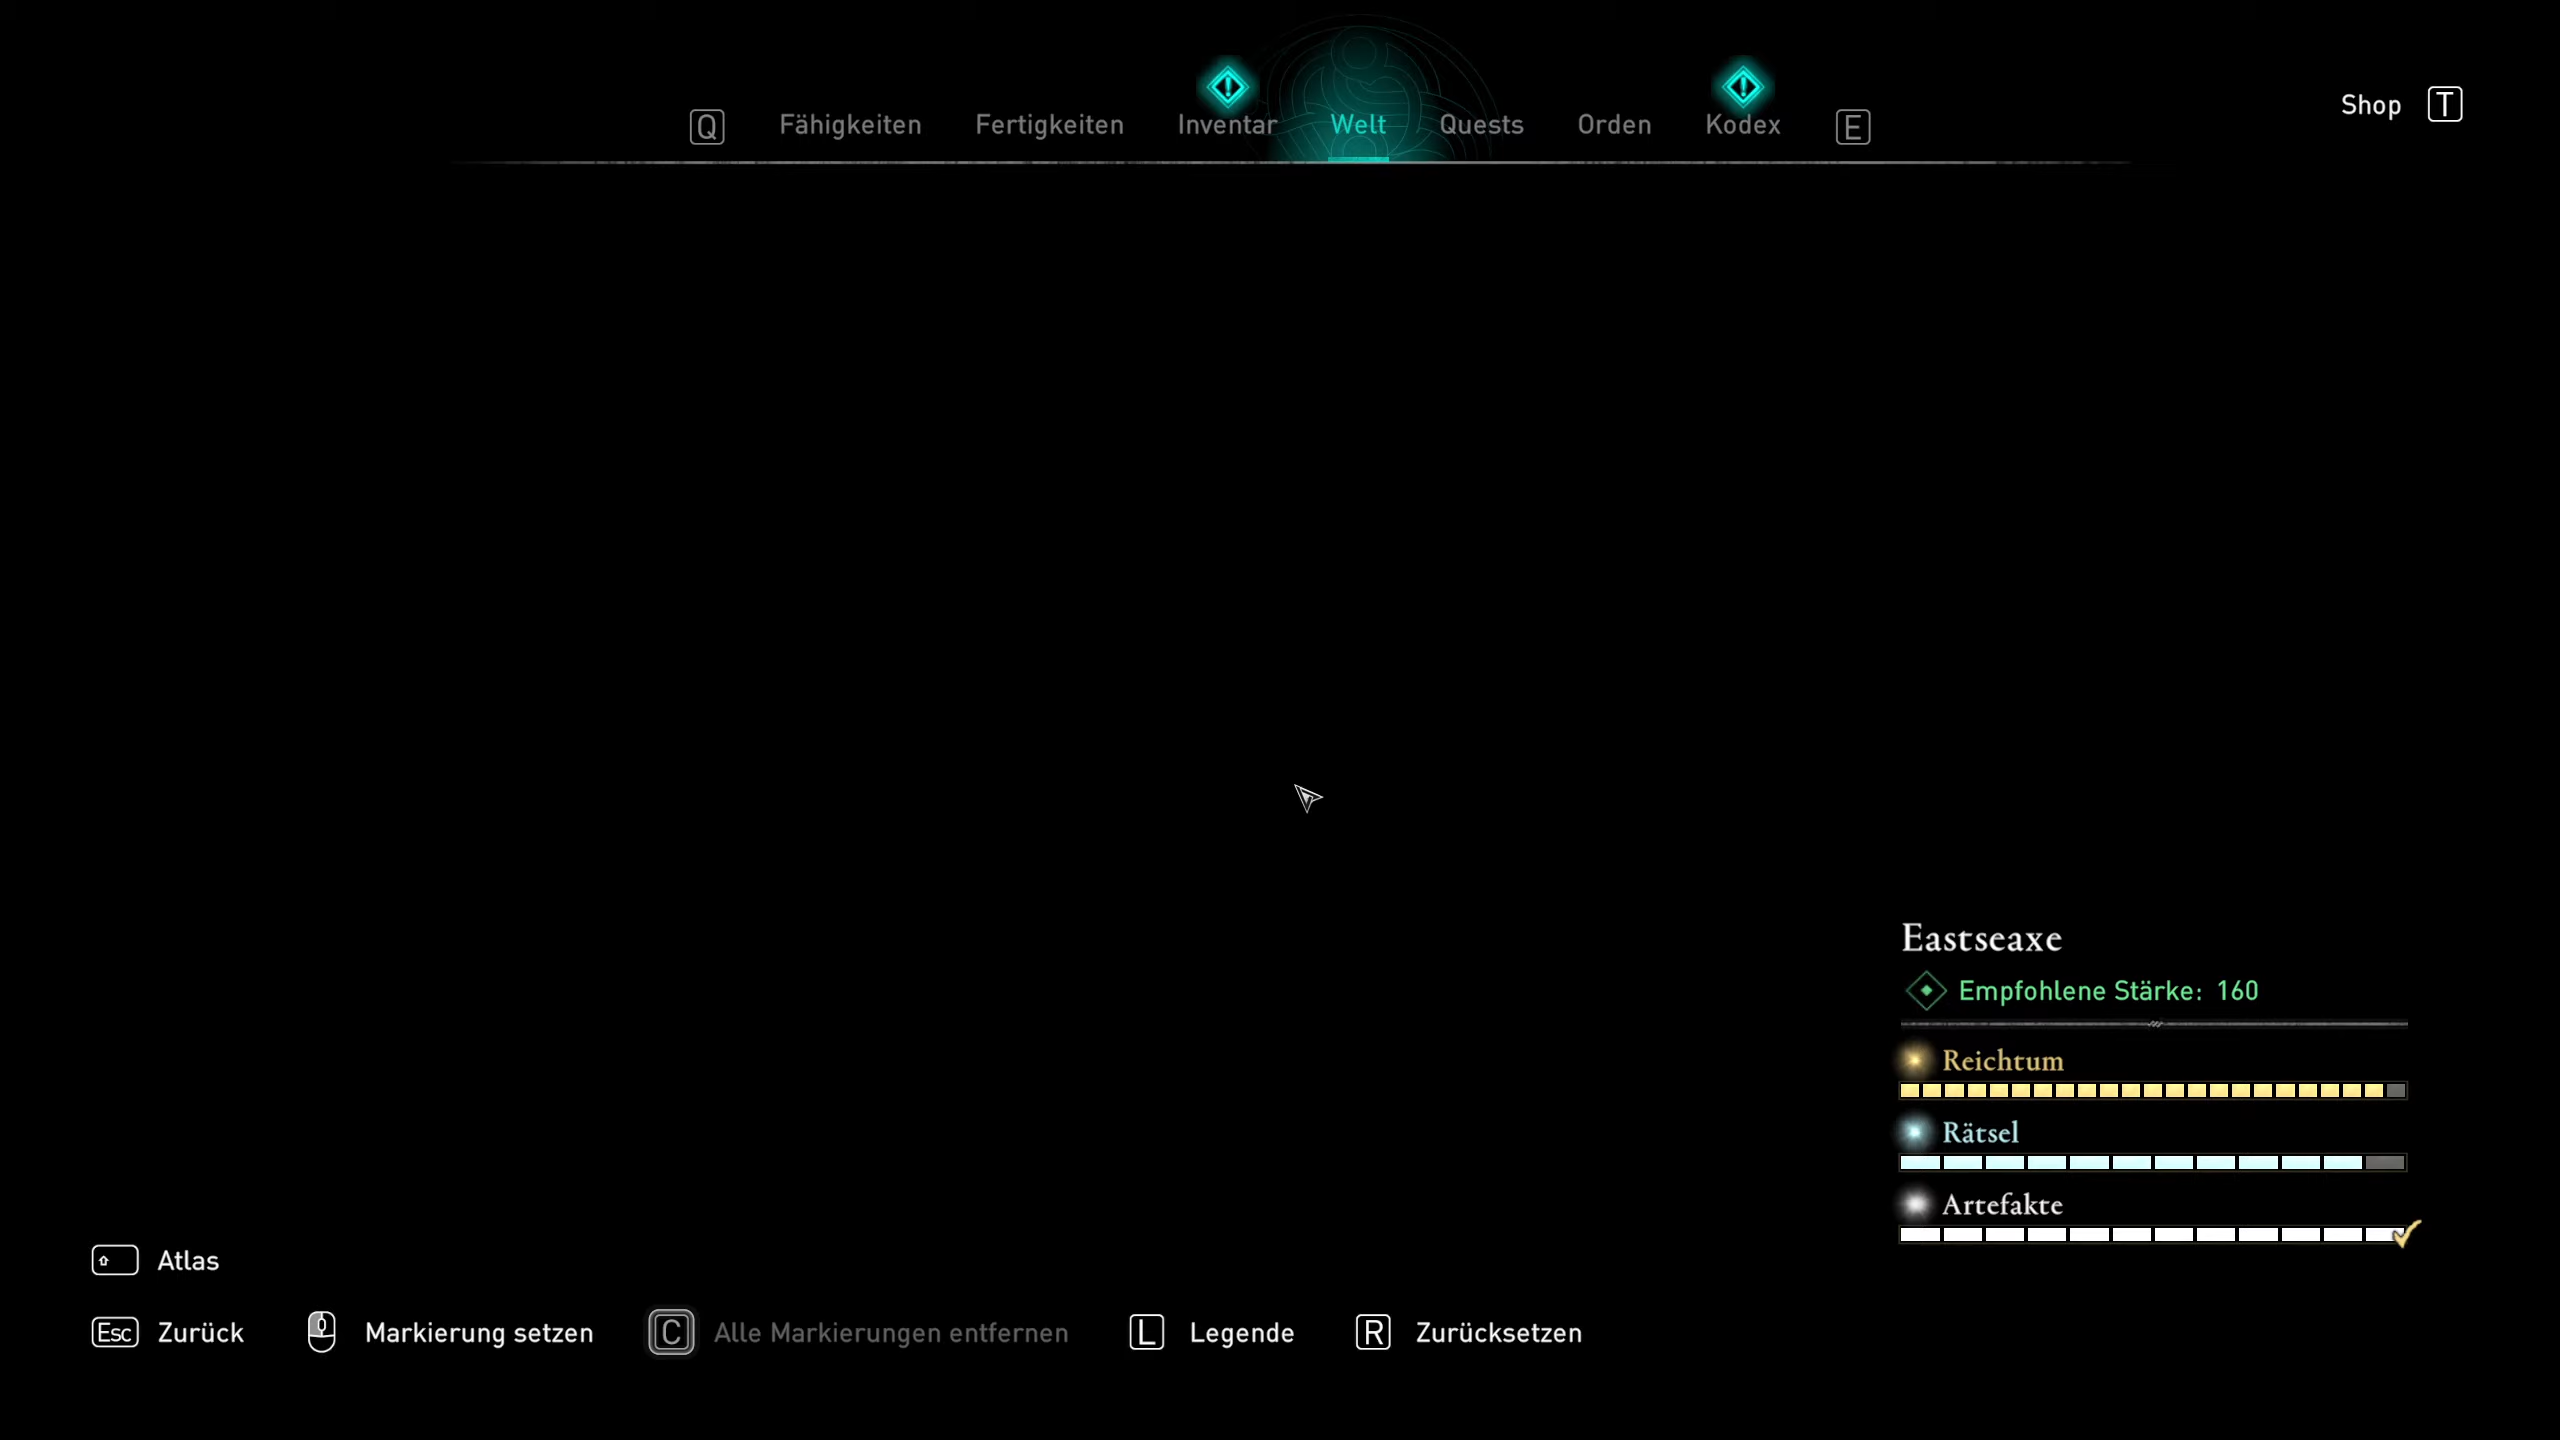 Q Fähigkeiten Fertigkeiten Inventar Welt Quests Orden Kodex E
Shop T
Eastseaxe
Empfohlene Stärke: 160
Reichtum
Rätsel
Artefakte
Atlas
Esc Zurück Markierung setzen C Alle Markierungen entfernen L Legende R Zurücksetzen